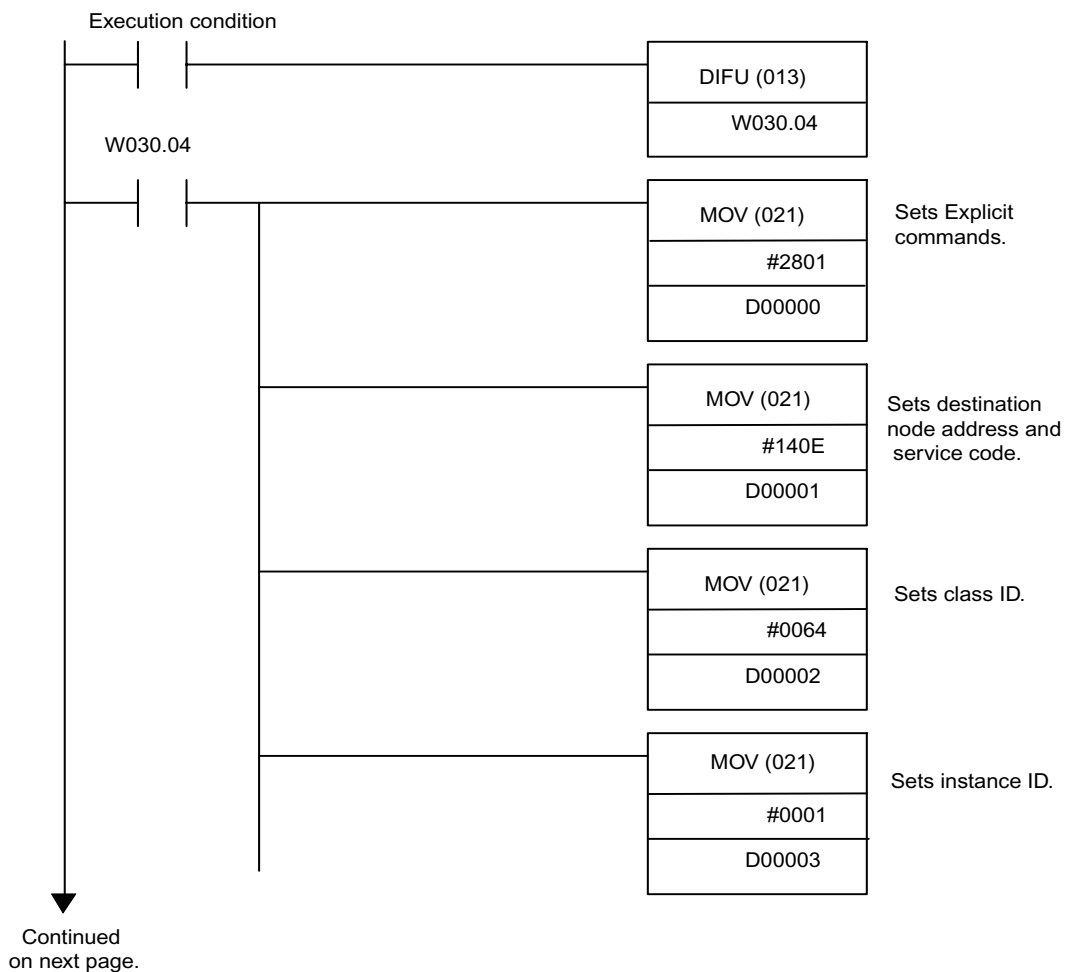 Execution condition
DIFU (013)
W030.04
W030.04
MOV (021)
#2801
D00000
Sets Explicit
commands.
MOV (021)
#140E
D00001
Sets destination
node address and
service code.
MOV (021)
#0064
D00002
Sets class ID.
MOV (021)
#0001
D00003
Sets instance ID.
Continued
on next page.